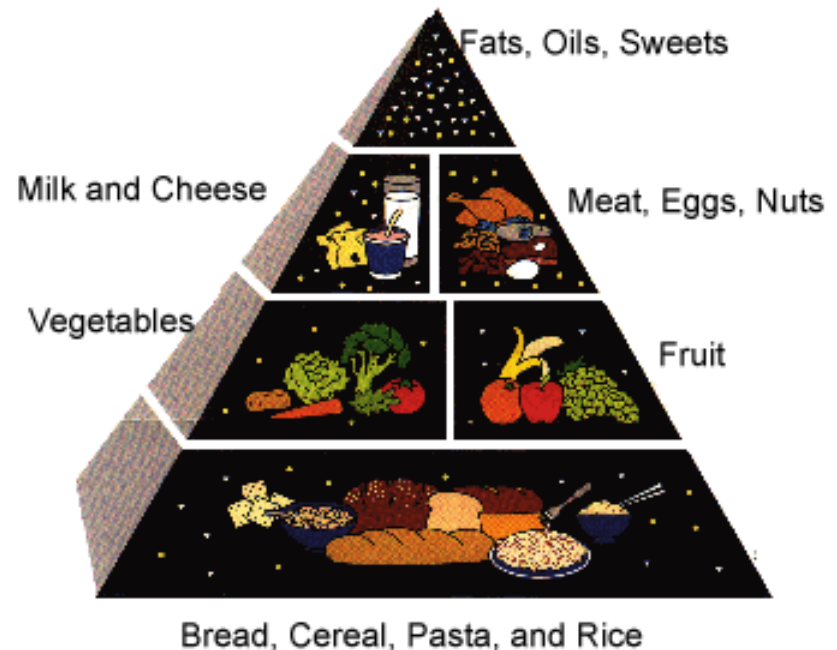 Fats, Oils, Sweets
Milk and Cheese
Meat, Eggs, Nuts
Vegetables
Fruit
Bread, Cereal, Pasta, and Rice